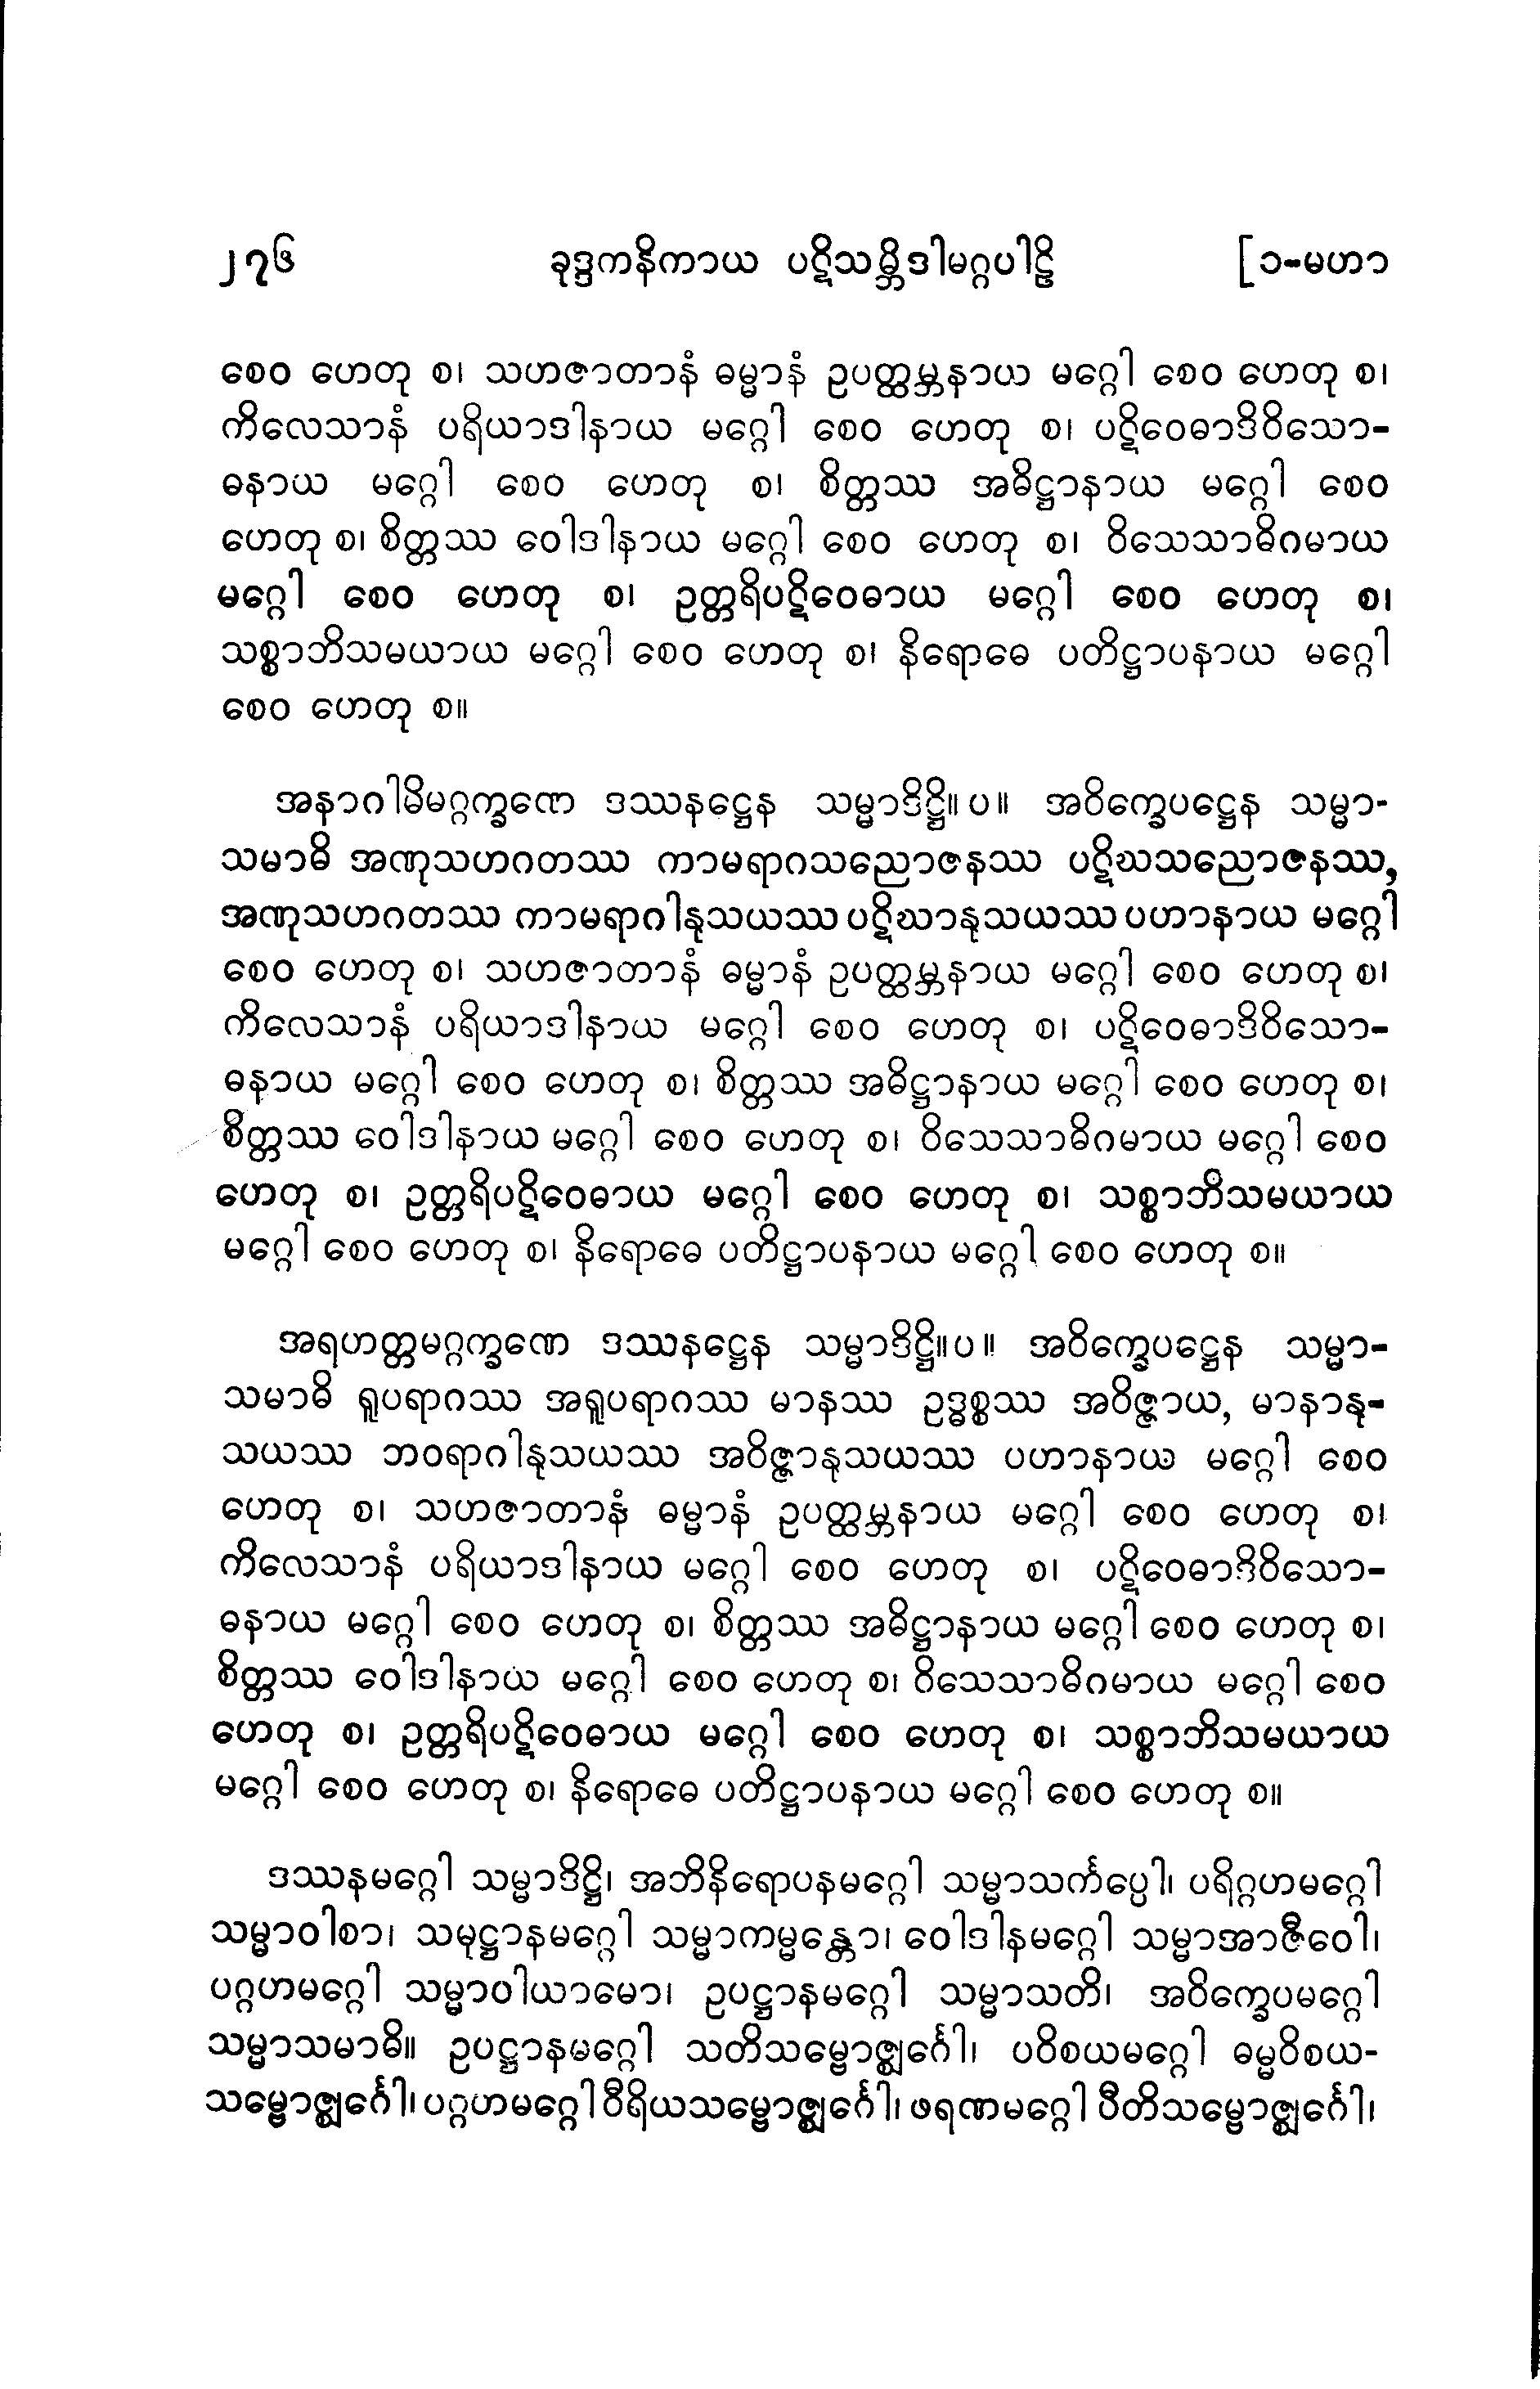 ၂၇၆ ခုဒ္ဒကနိကာယ ပဋိသမ္ဘိဒါမဂ္ဂပါဠိ [၁-မဟာ
စေဝ ဟေတု စ၊ သဟဇာတာနံ ဓမ္မာနံ ဥပတ္ထမ္ဘနာယ မဂ္ဂေါ စေဝ ဟေတု စ၊
ကိလေသာနံ ပရိယာဒါနာယ မဂ္ဂေါ စေဝ ဟေတု စ၊ ပဋိဝေဓာဒိဝိသော-
ဓနာယ မဂ္ဂေါ စေဝ ဟေတု စ၊ စိတ္တဿ အဓိဋ္ဌာနာယ မဂ္ဂေါ စေဝ
ဟေတု စ၊ စိတ္တဿ ဝေါဒါနာယ မဂ္ဂေါ စေဝ ဟေတု စ၊ ဝိသေသာဓိဂမာယ
မဂ္ဂေါ စေဝ ဟေတု စ၊ ဥတ္တရိပဋိဝေဓာယ မဂ္ဂေါ စေဝ ဟေတု စ၊
သစ္စာဘိသမယာယ မဂ္ဂေါ စေဝ ဟေတု စ၊ နိရောဓေ ပတိဋ္ဌာပနာယ မဂ္ဂေါ
စေဝ ဟေတု စ။
အနာဂါမိမဂ္ဂက္ခဏေ ဒဿနဋ္ဌေန သမ္မာဒိဋ္ဌိ။ပ။ အဝိက္ခေပဋ္ဌေန သမ္မာ-
သမာဓိ အဏုသဟဂတဿ ကာမရာဂသညောဇနဿ ပဋိဃသညောဇနဿ,
အဏုသဟဂတဿ ကာမရာဂါနုသယဿ ပဋိဃာနုသယဿ ပဟာနာယ မဂ္ဂေါ
စေဝ ဟေတု စ၊ သဟဇာတာနံ ဓမ္မာနံ ဥပတ္ထမ္ဘနာယ မဂ္ဂေါ စေဝ ဟေတု စ၊
ကိလေသာနံ ပရိယာဒါနာယ မဂ္ဂေါ စေဝ ဟေတု စ၊ ပဋိဝေဓာဒိဝိသော-
ဓနာယ မဂ္ဂေါ စေဝ ဟေတု စ၊ စိတ္တဿ အဓိဋ္ဌာနာယ မဂ္ဂေါ စေဝ ဟေတု စ၊
စိတ္တဿ ဝေါဒါနာယ မဂ္ဂေါ စေဝ ဟေတု စ၊ ဝိသေသာဓိဂမာယ မဂ္ဂေါ စေဝ
ဟေတု စ၊ ဥတ္တရိပဋိဝေဓာယ မဂ္ဂေါ စေဝ ဟေတု စ၊ သစ္စာဘိသမယာယ
မဂ္ဂေါ စေဝ ဟေတု စ၊ နိရောဓေ ပတိဋ္ဌာပနာယ မဂ္ဂေါ စေဝ ဟေတု စ။
အရဟတ္တမဂ္ဂက္ခဏေ ဒဿနဋ္ဌေန သမ္မာဒိဋ္ဌိ။ပ။ အဝိက္ခေပဋ္ဌေန သမ္မာ-
သမာဓိ ရူပရာဂဿ အရူပရာဂဿ မာနဿ ဥဒ္ဓစ္စဿ အဝိဇ္ဇာယ, မာနာနု-
သယဿ ဘဝရာဂါနုသယဿ အဝိဇ္ဇာနုသယဿ ပဟာနာယ မဂ္ဂေါ စေဝ
ဟေတု စ၊ သဟဇာတာနံ ဓမ္မာနံ ဥပတ္ထမ္ဘနာယ မဂ္ဂေါ စေဝ ဟေတု စ၊
ကိလေသာနံ ပရိယာဒါနာယ မဂ္ဂေါ စေဝ ဟေတု စ၊ ပဋိဝေဓာဒိဝိသော-
ဓနာယ မဂ္ဂေါ စေဝ ဟေတု စ၊ စိတ္တဿ အဓိဋ္ဌာနာယ မဂ္ဂေါ စေဝ ဟေတု စ၊
စိတ္တဿ ဝေါဒါနာယ မဂ္ဂေါ စေဝ ဟေတု စ၊ ဝိသေသာဓိဂမာယ မဂ္ဂေါ စေဝ
ဟေတု စ၊ ဥတ္တရိပဋိဝေဓာယ မဂ္ဂေါ စေဝ ဟေတု စ၊ သစ္စာဘိသမယာယ
မဂ္ဂေါ စေဝ ဟေတု စ၊ နိရောဓေ ပတိဋ္ဌာပနာယ မဂ္ဂေါ စေဝ ဟေတု စ။
ဒဿနမဂ္ဂေါ သမ္မာဒိဋ္ဌိ၊ အဘိနိရောပနမဂ္ဂေါ သမ္မာသင်္ကပ္ပေါ၊ ပရိဂ္ဂဟမဂ္ဂေါ
သမ္မာဝါစာ၊ သမုဋ္ဌာနမဂ္ဂေါ သမ္မာကမ္မန္တော၊ ဝေါဒါနမဂ္ဂေါ သမ္မာအာဇီဝေါ၊
ပဂ္ဂဟမဂ္ဂေါ သမ္မာဝါယာမော၊ ဥပဋ္ဌာနမဂ္ဂေါ သမ္မာသတိ၊ အဝိက္ခေပမဂ္ဂေါ
သမ္မာသမာဓိ။ ဥပဋ္ဌာနမဂ္ဂေါ သတိသမ္ဗောဇ္ဈင်္ဂေါ၊ ပဝိစယမဂ္ဂေါ ဓမ္မဝိစယ-
သမ္ဗောဇ္ဈင်္ဂေါ၊ ပဂ္ဂဟမဂ္ဂေါ ဝီရိယသမ္ဗောဇ္ဈင်္ဂေါ၊ ဖရဏမဂ္ဂေါ ပီတိသမ္ဗောဇ္ဈင်္ဂေါ၊